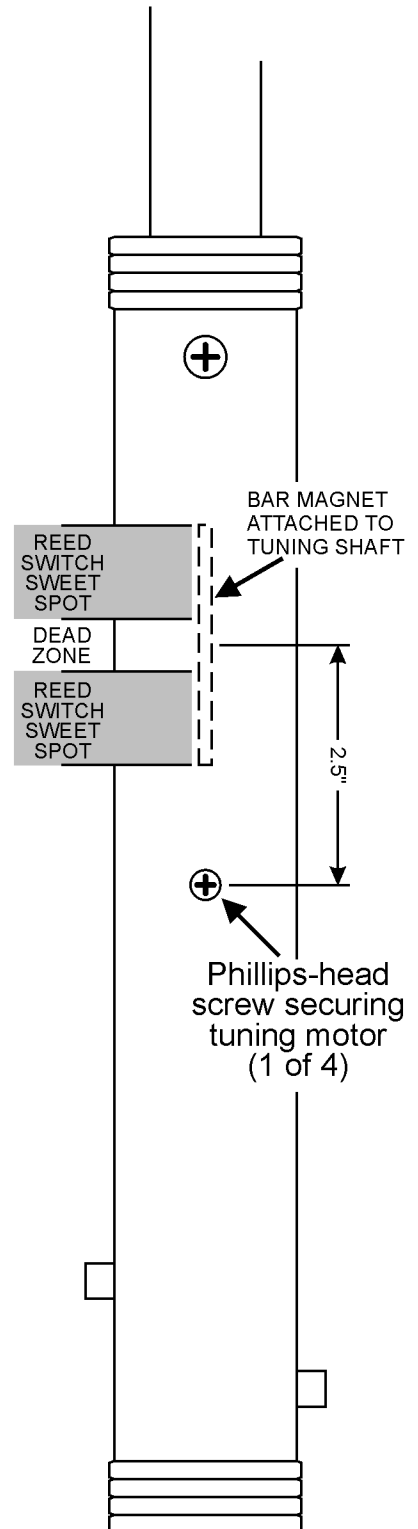 BAR MAGNET
ATTACHED TO
TUNING SHAFT
REED
SWITCH
SWEET
SPOT
DEAD
ZONE
REED
SWITCH
SWEET
SPOT
2.5"
Phillips-head
screw securing
tuning motor
(1 of 4)